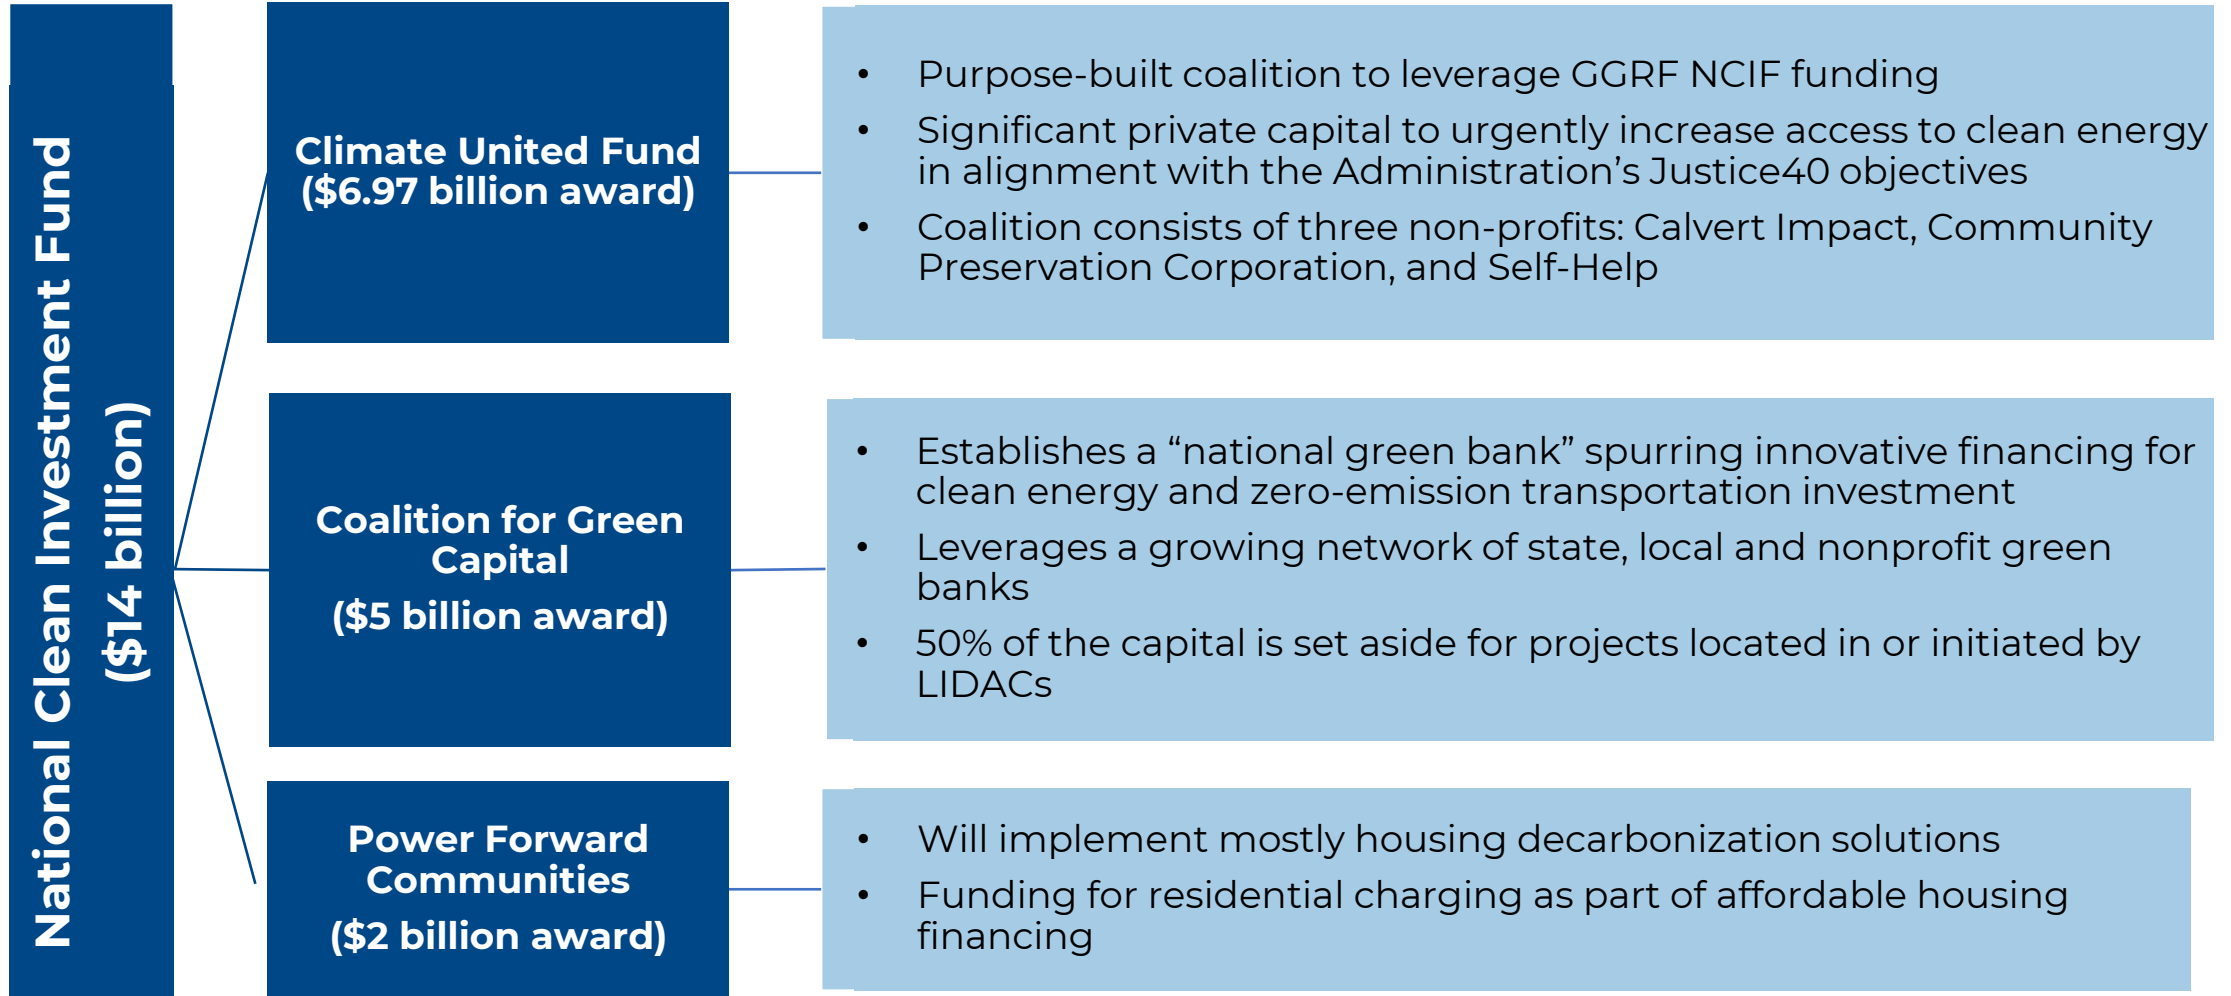 National Clean Investment Fund
($14 billion)
Climate United Fund
($6.97 billion award)
• Purpose-built coalition to leverage GGRF NCIF funding
• Significant private capital to urgently increase access to clean energy
in alignment with the Administration’s Justice40 objectives
• Coalition consists of three non-profits: Calvert Impact, Community
Preservation Corporation, and Self-Help
Coalition for Green
Capital
($5 billion award)
• Establishes a “national green bank” spurring innovative financing for
clean energy and zero-emission transportation investment
• Leverages a growing network of state, local and nonprofit green
banks
• 50% of the capital is set aside for projects located in or initiated by
LIDACs
Power Forward
Communities
($2 billion award)
• Will implement mostly housing decarbonization solutions
• Funding for residential charging as part of affordable housing
financing